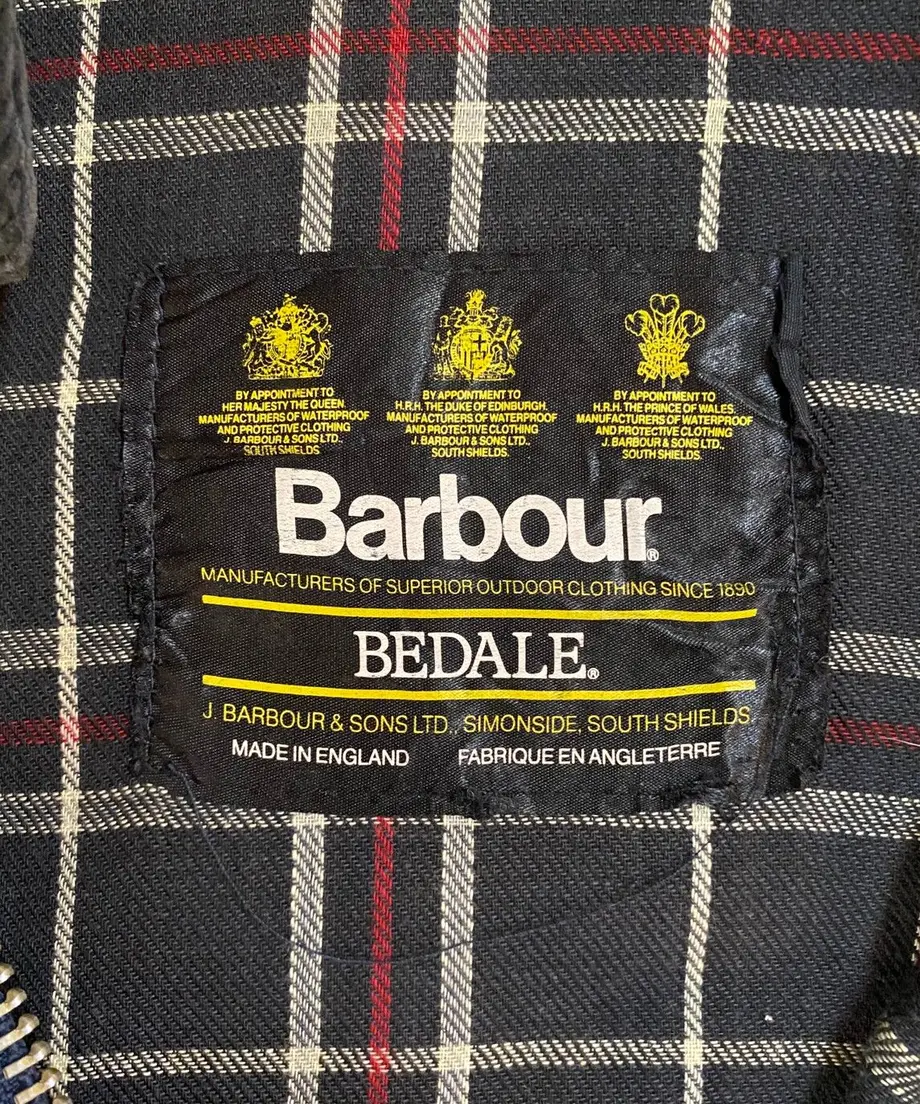 BY APPOINTMENT TO
HER MAJESTY THE QUEEN
MANUFACTURERS OF WATERPROOF
AND PROTECTIVE CLOTHING
J. BARBOUR & SONS LTD.,
SOUTH SHIELDS
BY APPOINTMENT TO
H.R.H. THE DUKE OF EDINBURGH
MANUFACTURERS OF WATERPROOF
AND PROTECTIVE CLOTHING
J. BARBOUR & SONS LTD.,
SOUTH SHIELDS.
BY APPOINTMENT TO
H.R.H. THE PRINCE OF WALES
MANUFACTURERS OF WATERPROOF
AND PROTECTIVE CLOTHING
J. BARBOUR & SONS LTD.,
SOUTH SHIELDS.
Barbour®
MANUFACTURERS OF SUPERIOR OUTDOOR CLOTHING SINCE 1890
BEDALE®
J. BARBOUR & SONS LTD., SIMONSIDE, SOUTH SHIELDS.
MADE IN ENGLAND FABRIQUE EN ANGLETERRE